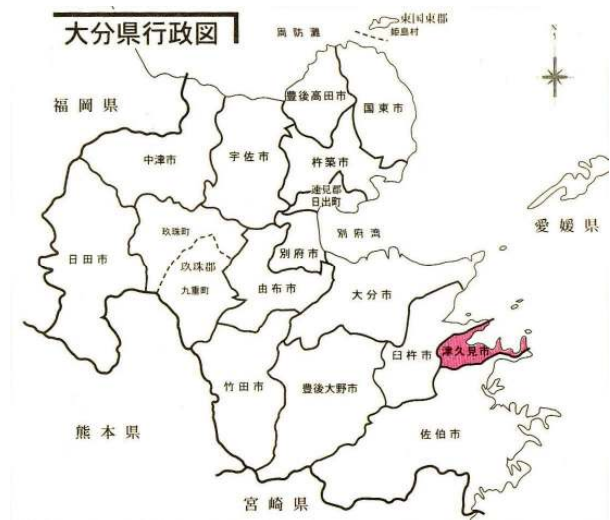 大分県行政図
周防灘
東国東郡
姫島村
N
福岡県
豊後高田市
国東市
中津市
宇佐市
杵築市
速見郡
日出町
愛媛県
玖珠町
別府湾
日田市
玖珠郡
別府市
九重町
由布市
大分市
臼杵市
津久見市
竹田市
豊後大野市
佐伯市
熊本県
宮崎県